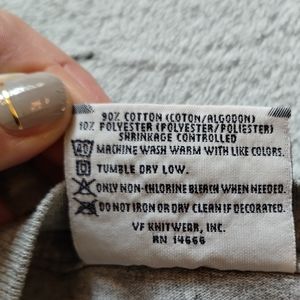 90% COTTON (COTON/ALGODON)
10% POLYESTER (POLYESTER/POLIESTER)
SHRINKAGE CONTROLLED
40 MACHINE WASH WARM WITH LIKE COLORS.
TUMBLE DRY LOW.
ONLY NON-CHLORINE BLEACH WHEN NEEDED.
DO NOT IRON OR DRY CLEAN IF DECORATED.
VF KNITWEAR, INC.
RN 14666